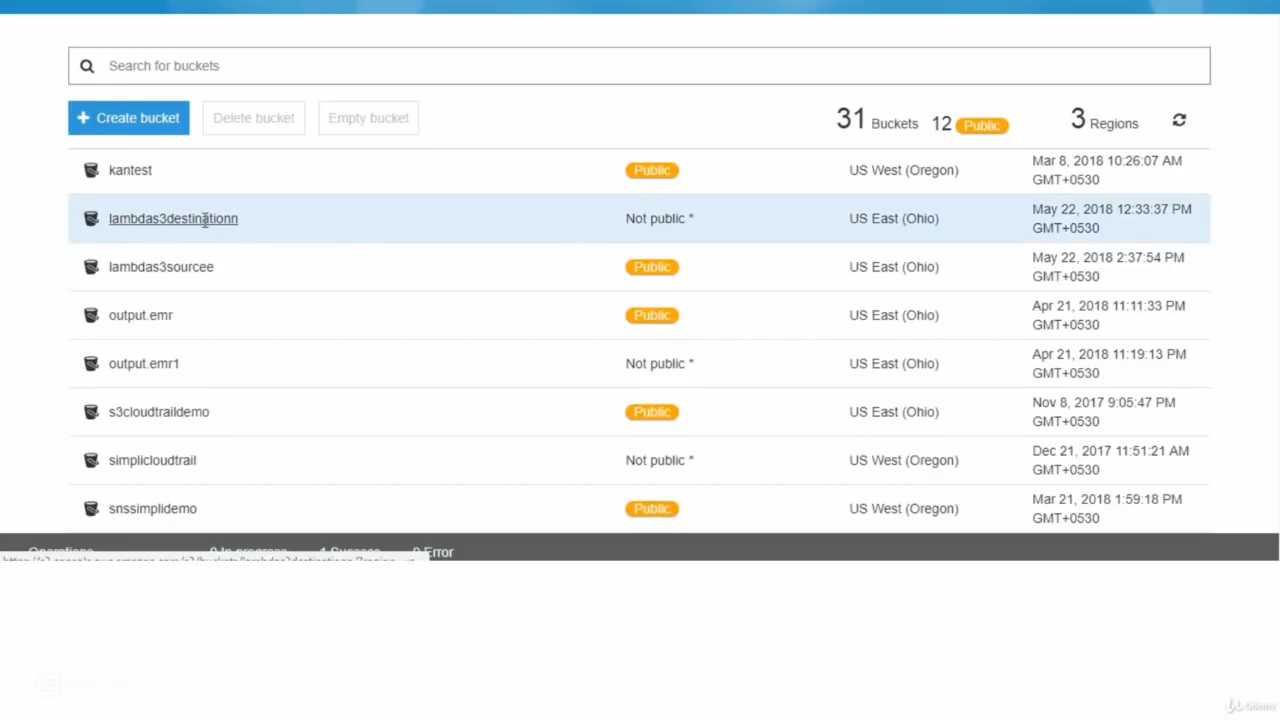 Search for buckets
Create bucket Delete bucket Empty bucket 31 Buckets 12 Public 3 Regions
kantest Public US West (Oregon) Mar 8, 2018 10:26:07 AM
GMT+0530
lambdas3destinationn Not public * US East (Ohio) May 22, 2018 12:33:37 PM
GMT+0530
lambdas3sourcee Public US East (Ohio) May 22, 2018 2:37:54 PM
GMT+0530
output.emr Public US East (Ohio) Apr 21, 2018 11:11:33 PM
GMT+0530
output.emr1 Not public * US East (Ohio) Apr 21, 2018 11:19:13 PM
GMT+0530
s3cloudtraildemo Public US East (Ohio) Nov 8, 2017 9:05:47 PM
GMT+0530
simplicloudtrail Not public * US West (Oregon) Dec 21, 2017 11:51:21 AM
GMT+0530
snssimplidemo Public US West (Oregon) Mar 21, 2018 1:59:18 PM
GMT+0530
Operations 0 In progress 1 Success 0 Error
Udemy